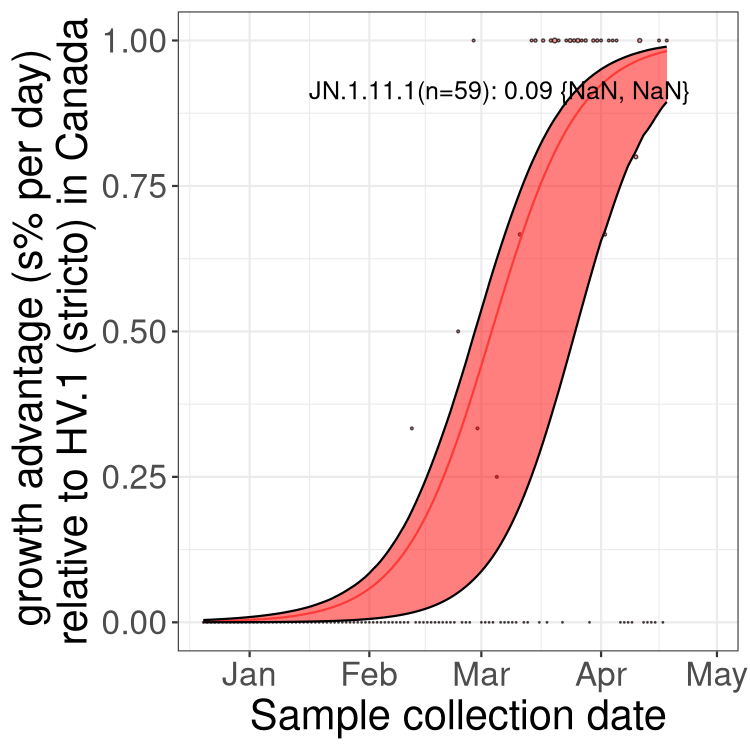 growth advantage (s% per day)
relative to HV.1 (stricto) in Canada
1.00
0.75
0.50
0.25
0.00
JN.1.11.1(n=59): 0.09 {NaN, NaN}
Jan
Feb
Mar
Apr
May
Sample collection date